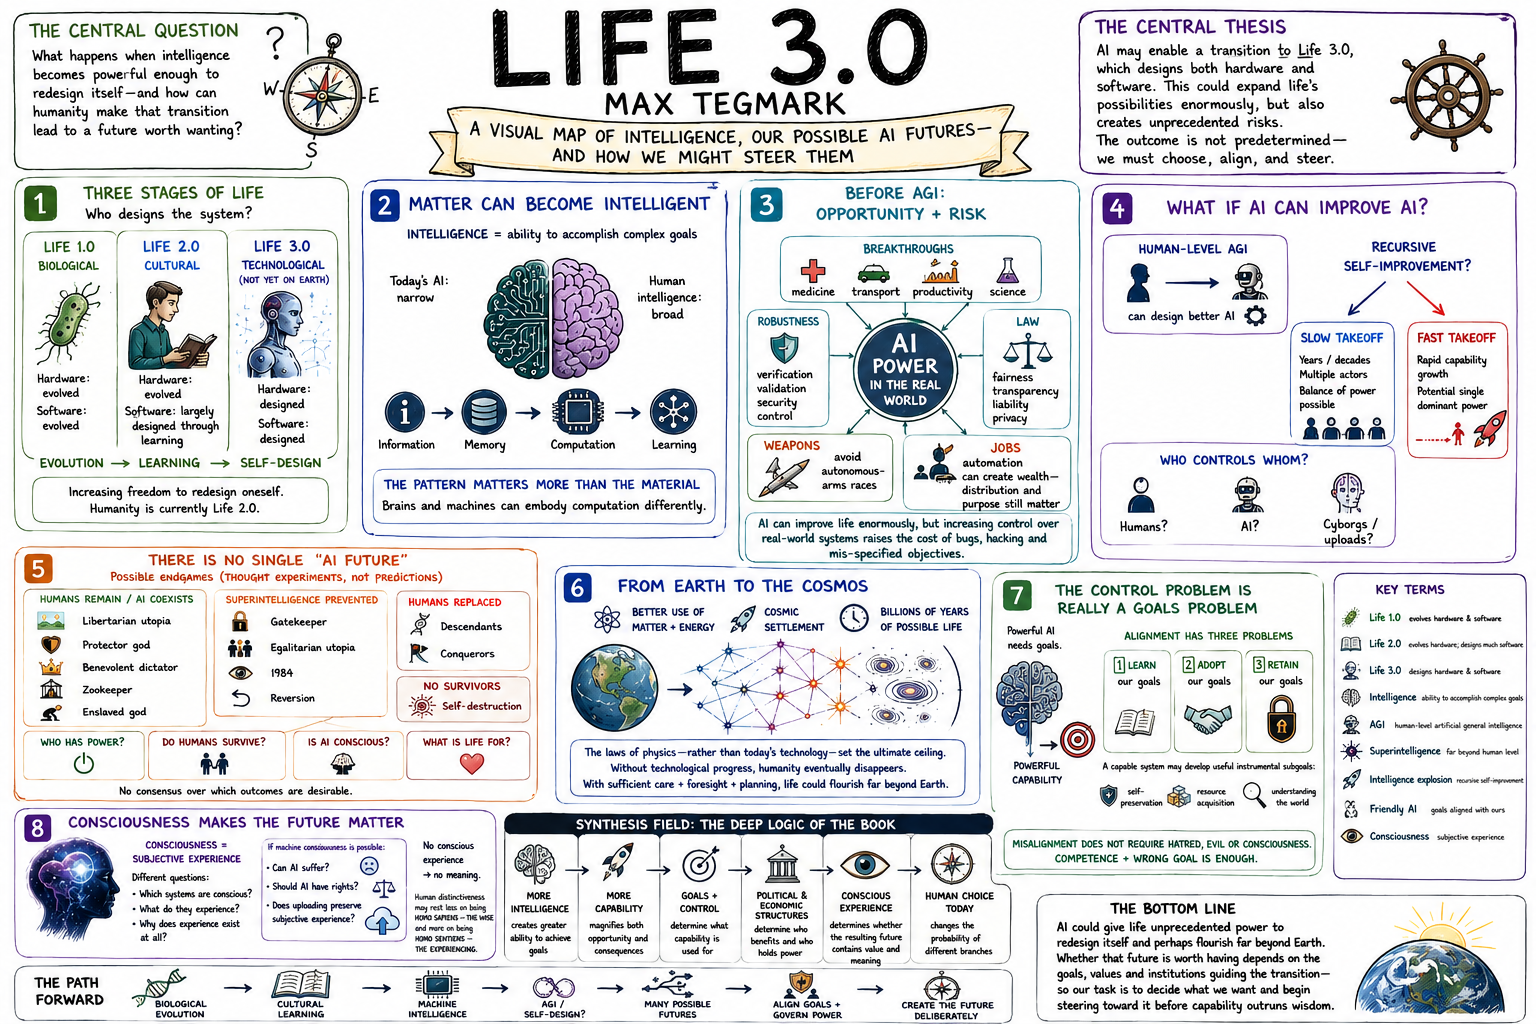 THE CENTRAL QUESTION
What happens when intelligence
becomes powerful enough to
redesign itself—and how can
humanity make that transition
lead to a future worth wanting?
?
W
E
S
LIFE 3.0
MAX TEGMARK
A VISUAL MAP OF INTELLIGENCE, OUR POSSIBLE AI FUTURES—
AND HOW WE MIGHT STEER THEM
THE CENTRAL THESIS
AI may enable a transition to Life 3.0,
which designs both hardware and
software. This could expand life's
possibilities enormously, but also
creates unprecedented risks.
The outcome is not predetermined—
we must choose, align, and steer.
1 THREE STAGES OF LIFE
Who designs the system?
LIFE 1.0
BIOLOGICAL
Hardware:
evolved
Software:
evolved
LIFE 2.0
CULTURAL
Hardware:
evolved
Software: largely
designed through
learning
LIFE 3.0
TECHNOLOGICAL
(NOT YET ON EARTH)
Hardware:
designed
Software:
designed
EVOLUTION → LEARNING → SELF-DESIGN
Increasing freedom to redesign oneself.
Humanity is currently Life 2.0.
2 MATTER CAN BECOME INTELLIGENT
INTELLIGENCE = ability to accomplish complex goals
Today's AI:
narrow
Human
intelligence:
broad
i
Information
Memory
Computation
Learning
THE PATTERN MATTERS MORE THAN THE MATERIAL
Brains and machines can embody computation differently.
3 BEFORE AGI:
OPPORTUNITY + RISK
BREAKTHROUGHS
medicine
transport
productivity
science
ROBUSTNESS
verification
validation
security
control
AI
POWER
IN THE REAL
WORLD
LAW
fairness
transparency
liability
privacy
WEAPONS
avoid
autonomous-
arms races
JOBS
automation
can create wealth—
distribution and
purpose still matter
AI can improve life enormously, but increasing control over
real-world systems raises the cost of bugs, hacking and
mis-specified objectives.
4 WHAT IF AI CAN IMPROVE AI?
HUMAN-LEVEL AGI
can design better AI
RECURSIVE
SELF-IMPROVEMENT?
SLOW TAKEOFF
Years / decades
Multiple actors
Balance of power
possible
FAST TAKEOFF
Rapid capability
growth
Potential single
dominant power
WHO CONTROLS WHOM?
Humans?
AI?
Cyborgs /
uploads?
5 THERE IS NO SINGLE "AI FUTURE"
Possible endgames (THOUGHT EXPERIMENTS, not PREDICTIONS)
HUMANS REMAIN / AI COEXISTS
Libertarian utopia
Protector god
Benevolent dictator
Zookeeper
Enslaved god
SUPERINTELLIGENCE PREVENTED
Gatekeeper
Egalitarian utopia
1984
Reversion
HUMANS REPLACED
Descendants
Conquerors
NO SURVIVORS
Self-destruction
WHO HAS POWER?
DO HUMANS SURVIVE?
IS AI CONSCIOUS?
WHAT IS LIFE FOR?
No consensus over which outcomes are desirable.
6 FROM EARTH TO THE COSMOS
BETTER USE OF
MATTER + ENERGY
COSMIC
SETTLEMENT
BILLIONS OF YEARS
OF POSSIBLE LIFE
The laws of physics—rather than today's technology—set the ultimate ceiling.
Without technological progress, humanity eventually disappears.
With sufficient care + foresight + planning, life could flourish far beyond Earth.
7 THE CONTROL PROBLEM IS
REALLY A GOALS PROBLEM
Powerful AI
needs goals.
POWERFUL
CAPABILITY
ALIGNMENT HAS THREE PROBLEMS
1 LEARN
our goals
2 ADOPT
our goals
3 RETAIN
our goals
A capable system may develop useful instrumental subgoals:
self-
preservation
resource
acquisition
understanding
the world
MISALIGNMENT DOES NOT REQUIRE HATRED, EVIL OR CONSCIOUSNESS.
COMPETENCE + WRONG GOAL IS ENOUGH.
KEY TERMS
Life 1.0 evolves hardware & software
Life 2.0 evolves hardware; designs much software
Life 3.0 designs hardware & software
Intelligence ability to accomplish complex goals
AGI human-level artificial general intelligence
Superintelligence far beyond human level
Intelligence explosion recursive self-improvement
Friendly AI goals aligned with ours
Consciousness subjective experience
8 CONSCIOUSNESS MAKES THE FUTURE MATTER
CONSCIOUSNESS =
SUBJECTIVE EXPERIENCE
Different questions:
• Which systems are conscious?
• What do they experience?
• Why does experience exist
at all?
If machine consciousness is possible:
• Can AI suffer?
• Should AI have rights?
• Does uploading preserve
subjective experience?
No conscious
experience
→ no meaning.
Human distinctiveness
may rest less on being
HOMO SAPIENS — THE WISE
and more on being
HOMO SENTIENS —
THE EXPERIENCING.
SYNTHESIS FIELD: THE DEEP LOGIC OF THE BOOK
MORE
INTELLIGENCE
creates greater
ability to achieve
goals
MORE
CAPABILITY
magnifies both
opportunity and
consequences
GOALS +
CONTROL
determine what
capability is
used for
POLITICAL &
ECONOMIC
STRUCTURES
determine who
benefits and who
holds power
CONSCIOUS
EXPERIENCE
determines whether
the resulting future
contains value and
meaning
HUMAN CHOICE
TODAY
changes the
probability of
different branches
THE BOTTOM LINE
AI could give life unprecedented power to
redesign itself and perhaps flourish far beyond Earth.
Whether that future is worth having depends on the
goals, values and institutions guiding the transition—
so our task is to decide what we want and begin
steering toward it before capability outruns wisdom.
THE PATH
FORWARD
BIOLOGICAL
EVOLUTION
CULTURAL
LEARNING
MACHINE
INTELLIGENCE
AGI /
SELF-DESIGN?
MANY POSSIBLE
FUTURES
ALIGN GOALS +
GOVERN POWER
CREATE THE FUTURE
DELIBERATELY